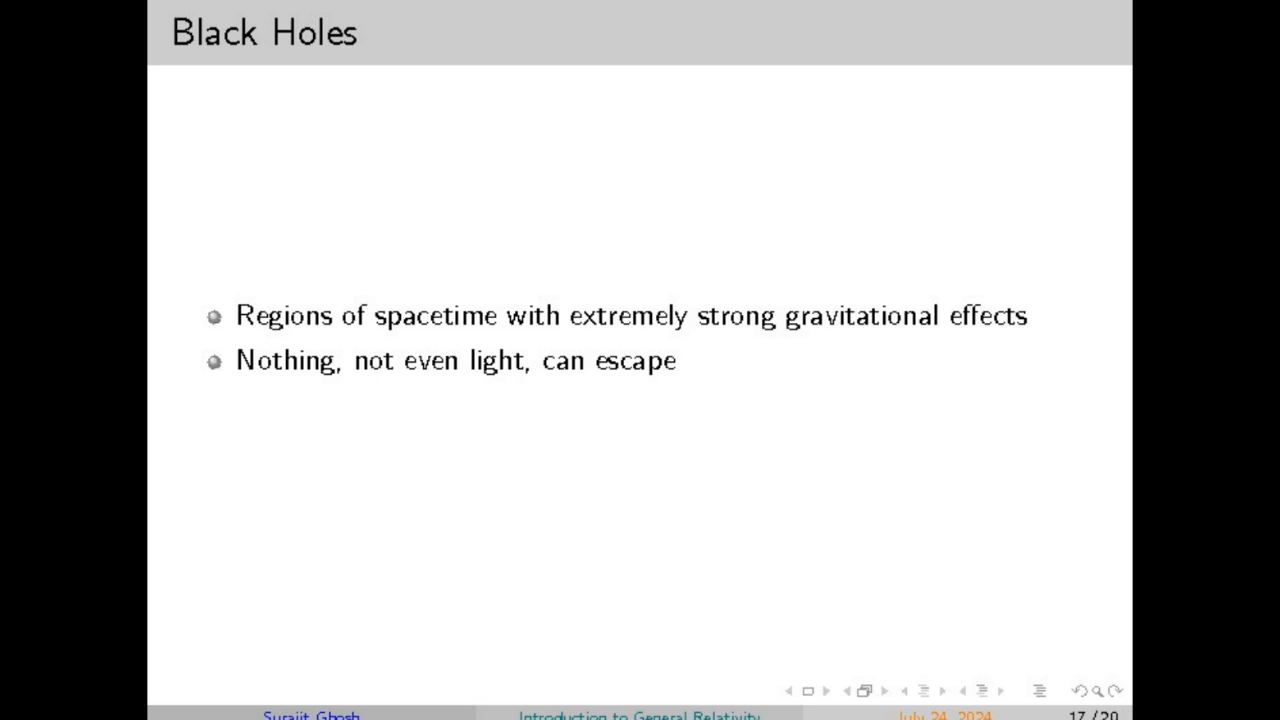 Black Holes
Regions of spacetime with extremely strong gravitational effects
Nothing, not even light, can escape
Surajit Ghosh Introduction to General Relativity July 24, 2024 17 / 20